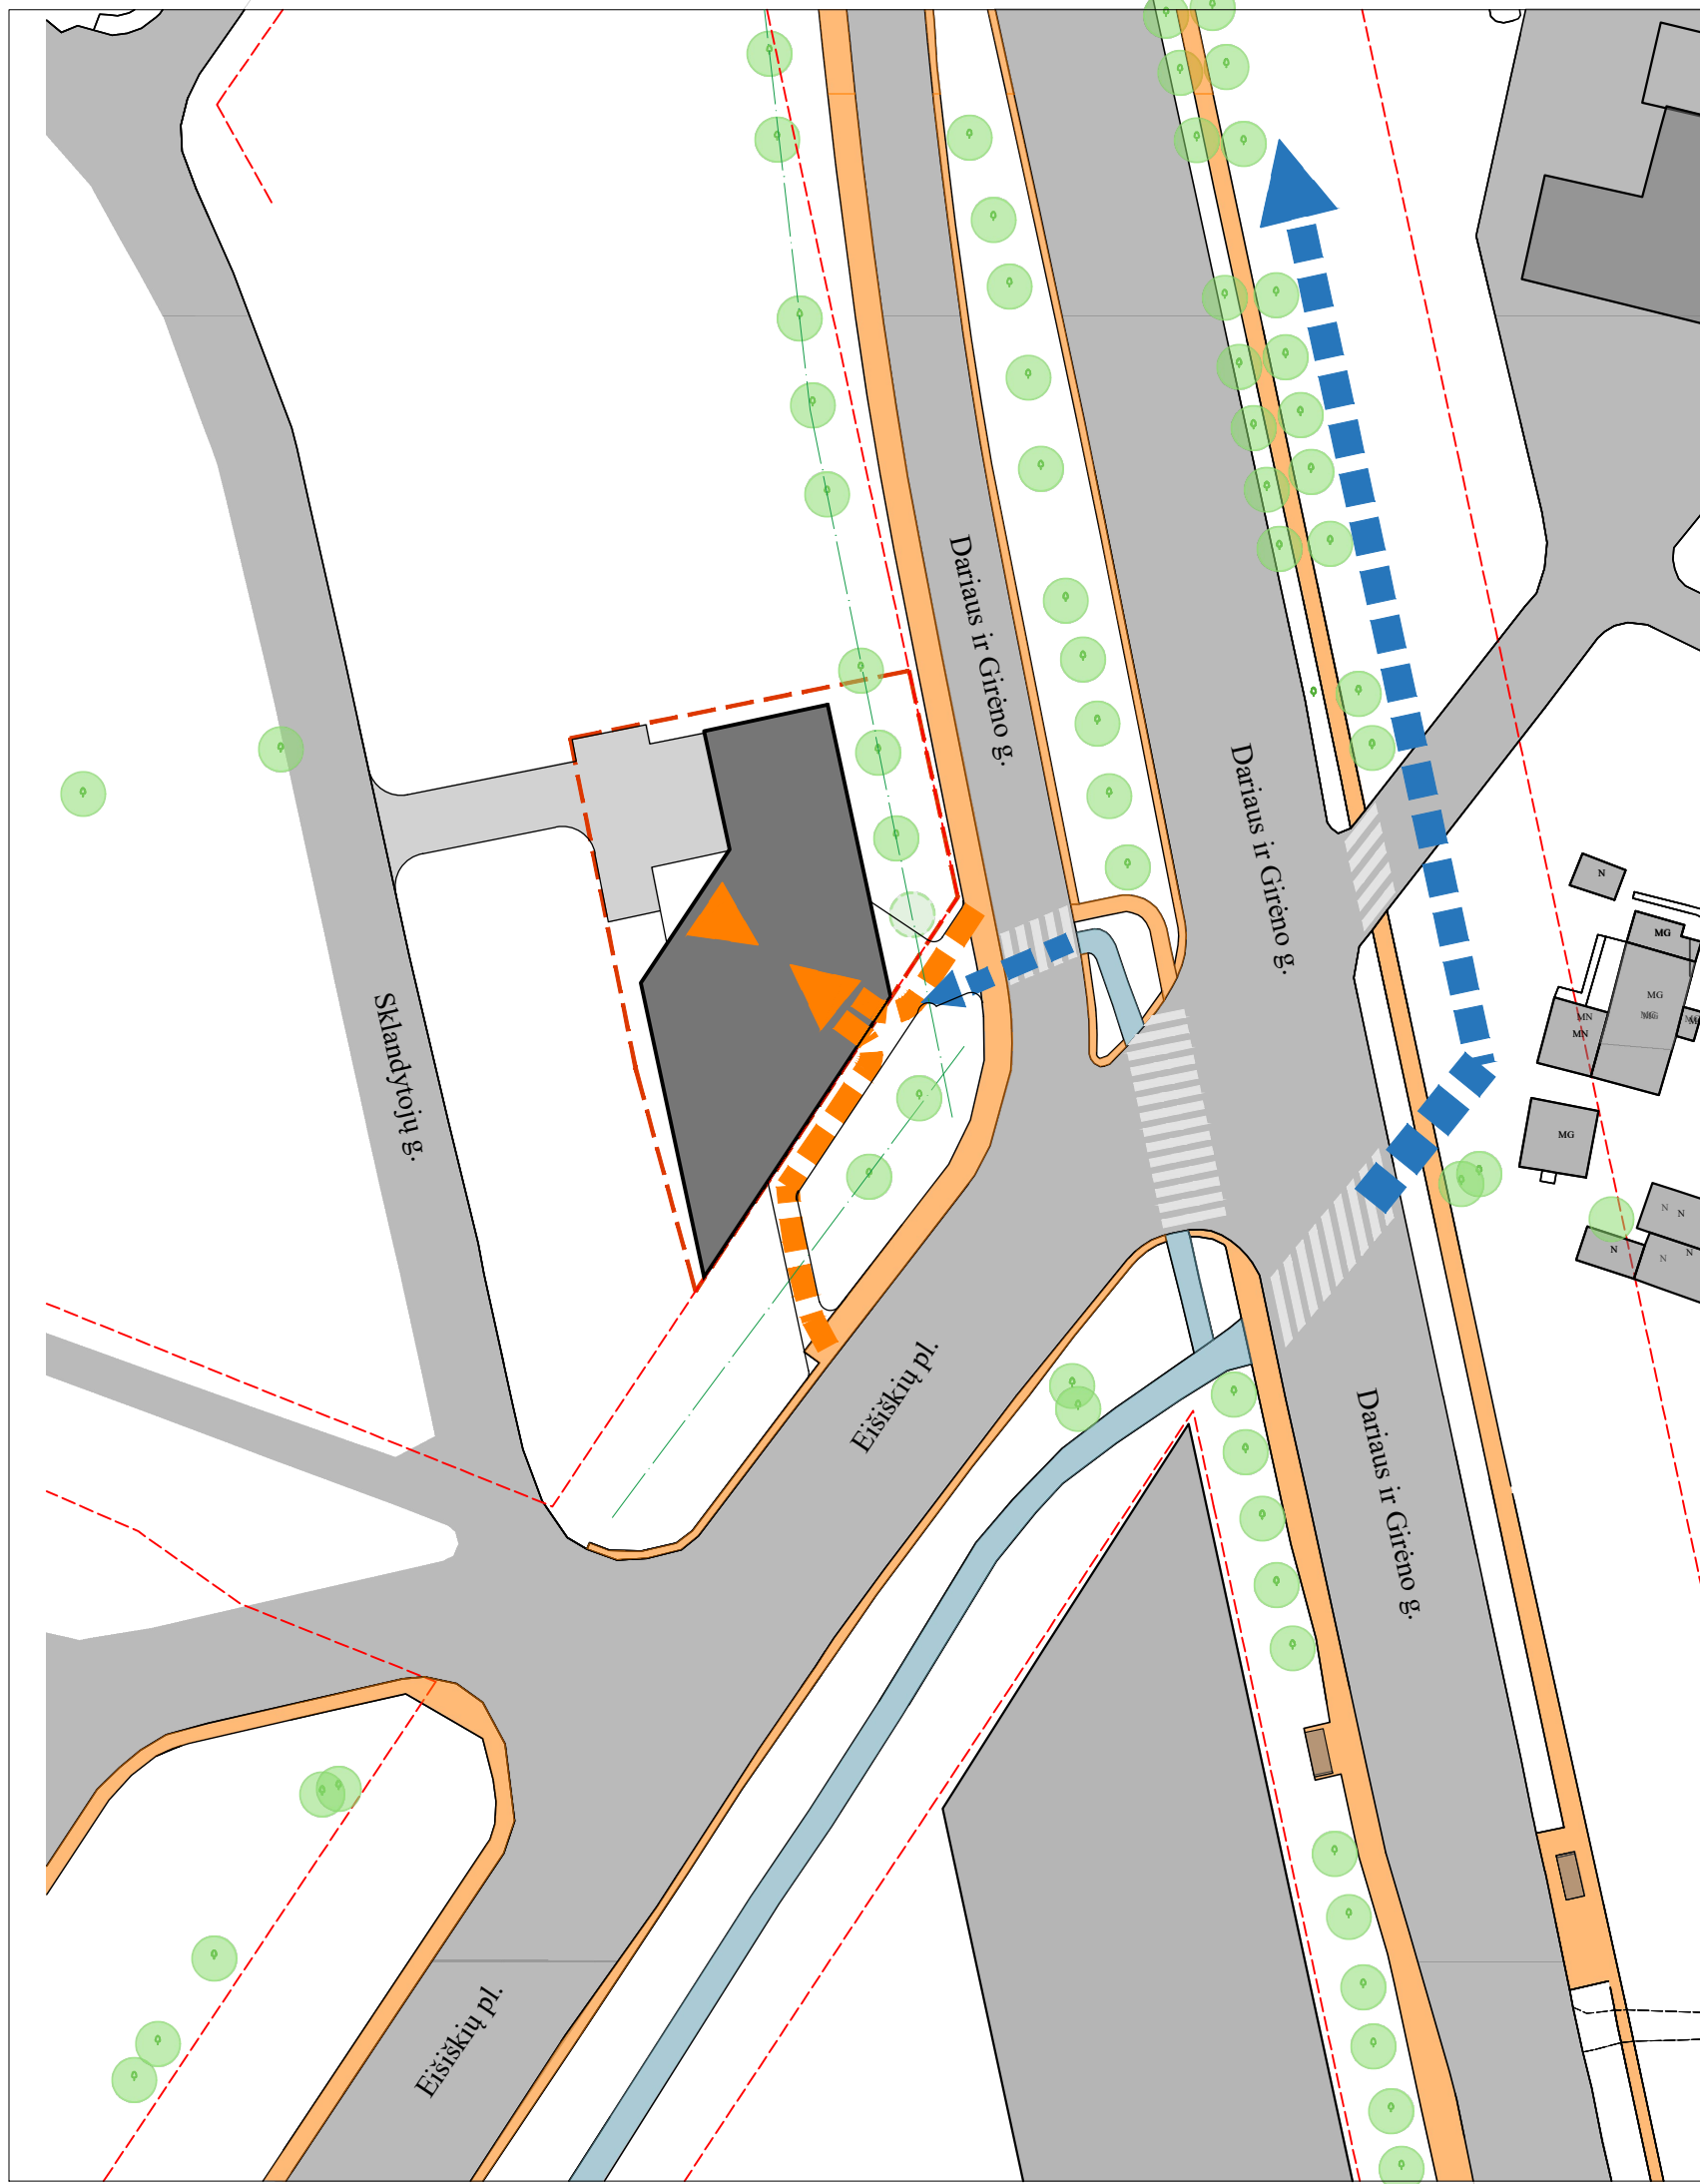 Dariaus ir Girėno g.
Dariaus ir Girėno g.
N
MG
MG
MN
MN
MG
Sklandytojų g.
MG
N
N
N
N
N
Eišiškių pl.
Dariaus ir Girėno g.
Eišiškių pl.